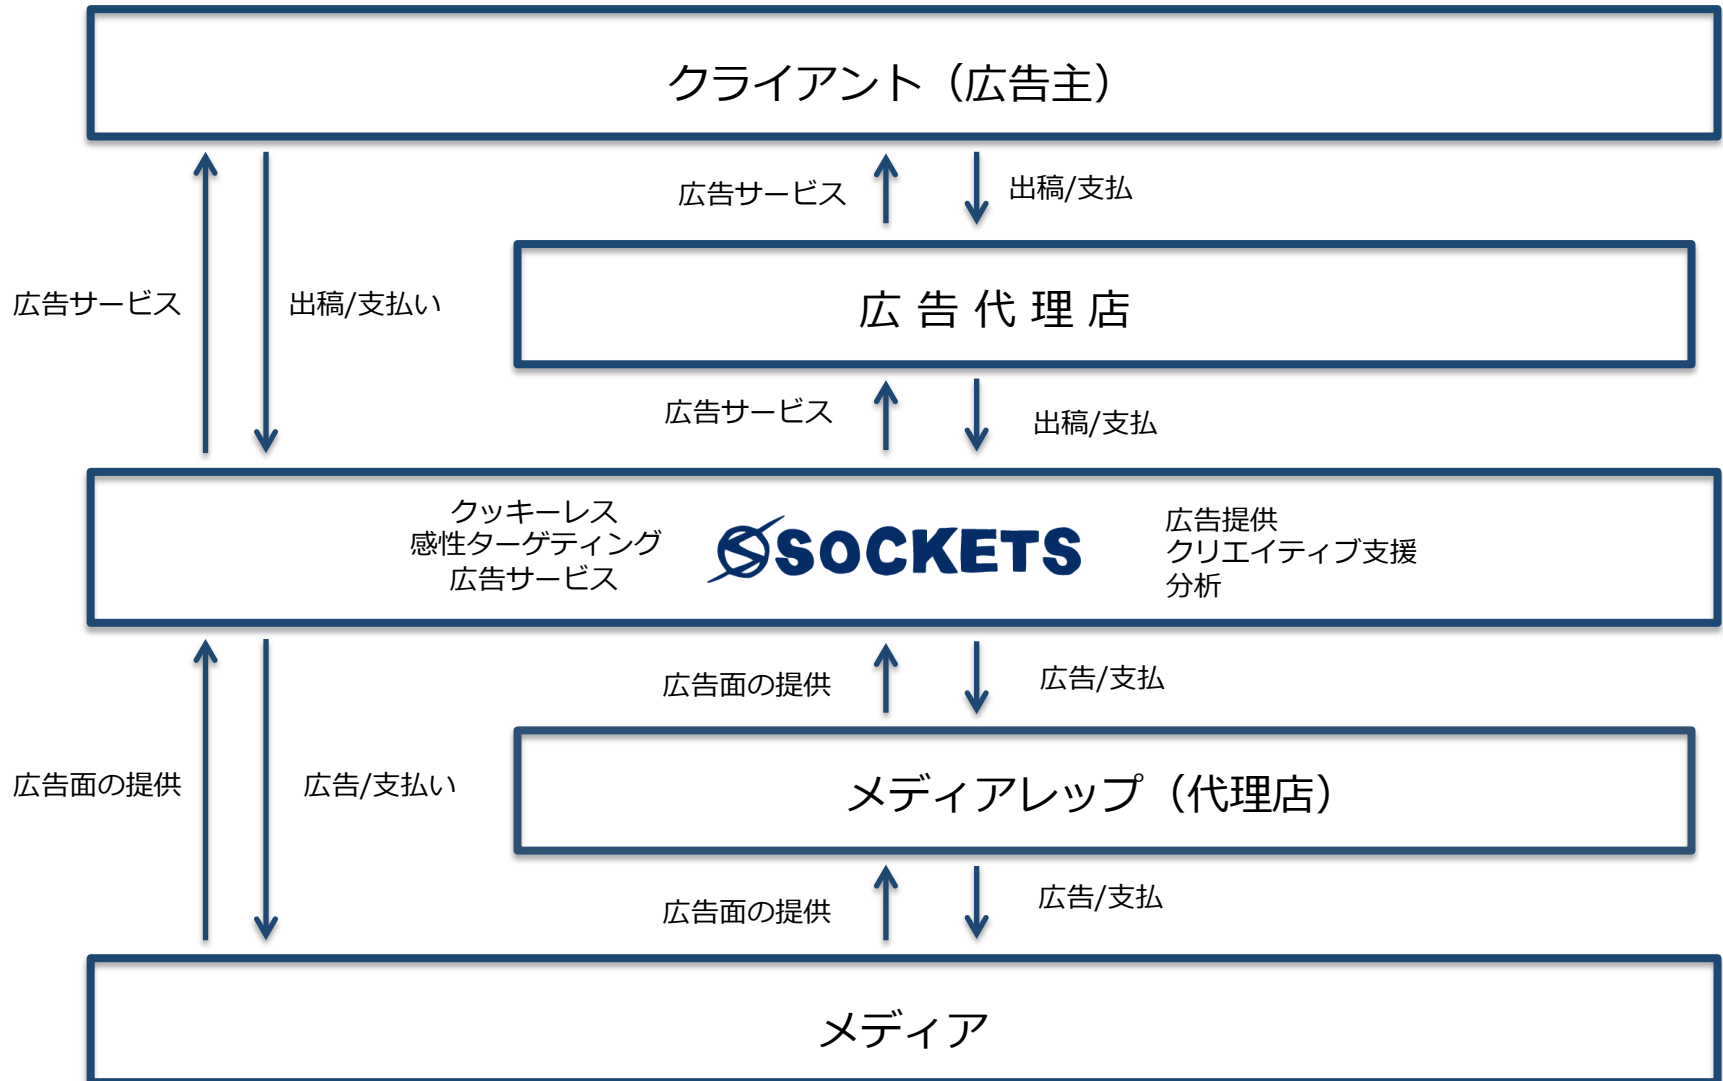 クライアント（広告主）
広告サービス
出稿/支払
広告サービス
出稿/支払い
広告代理店
広告サービス
出稿/支払
クッキーレス
感性ターゲティング
広告サービス
SOCKETS
広告提供
クリエイティブ支援
分析
広告面の提供
広告/支払
広告面の提供
広告/支払い
メディアレップ（代理店）
広告面の提供
広告/支払
メディア